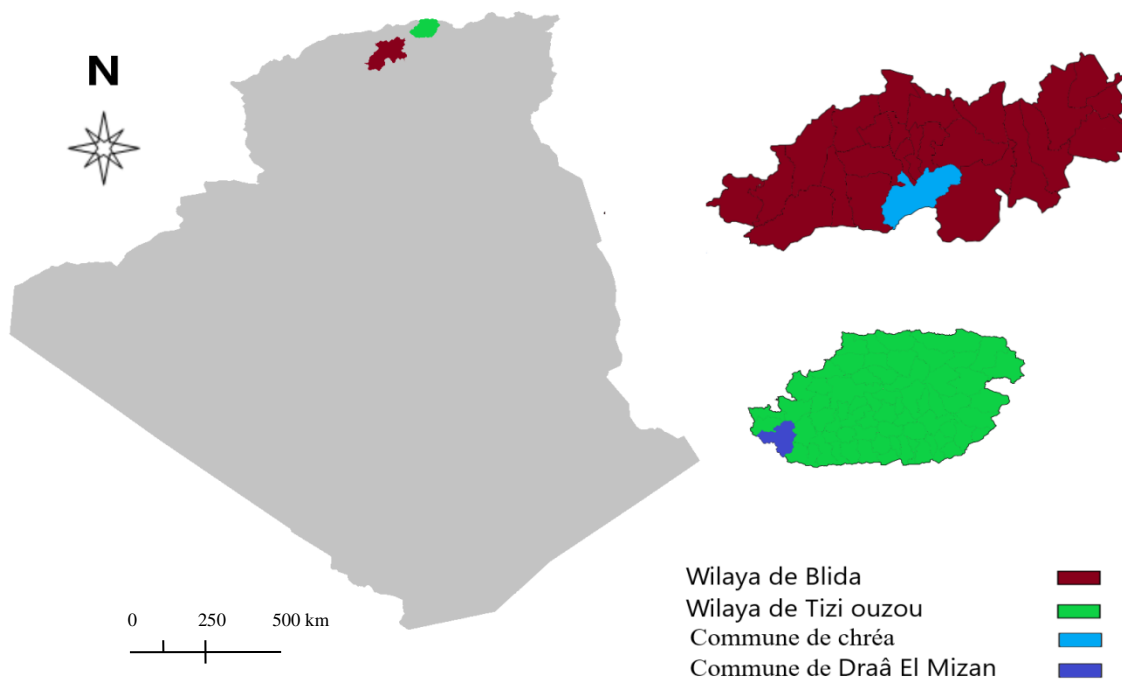 N
0 250 500 km
Wilaya de Blida
Wilaya de Tizi ouzou
Commune de chréa
Commune de Draâ El Mizan